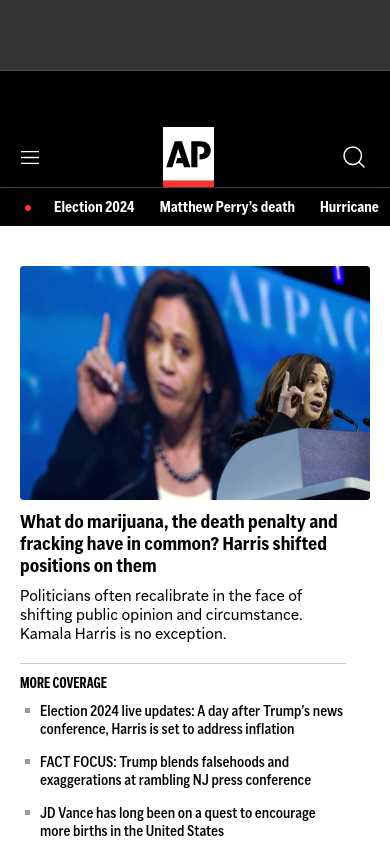 AP
Election 2024 Matthew Perry's death Hurricane
AIPAC
What do marijuana, the death penalty and
fracking have in common? Harris shifted
positions on them
Politicians often recalibrate in the face of
shifting public opinion and circumstance.
Kamala Harris is no exception.
MORE COVERAGE
Election 2024 live updates: A day after Trump's news
conference, Harris is set to address inflation
FACT FOCUS: Trump blends falsehoods and
exaggerations at rambling NJ press conference
JD Vance has long been on a quest to encourage
more births in the United States